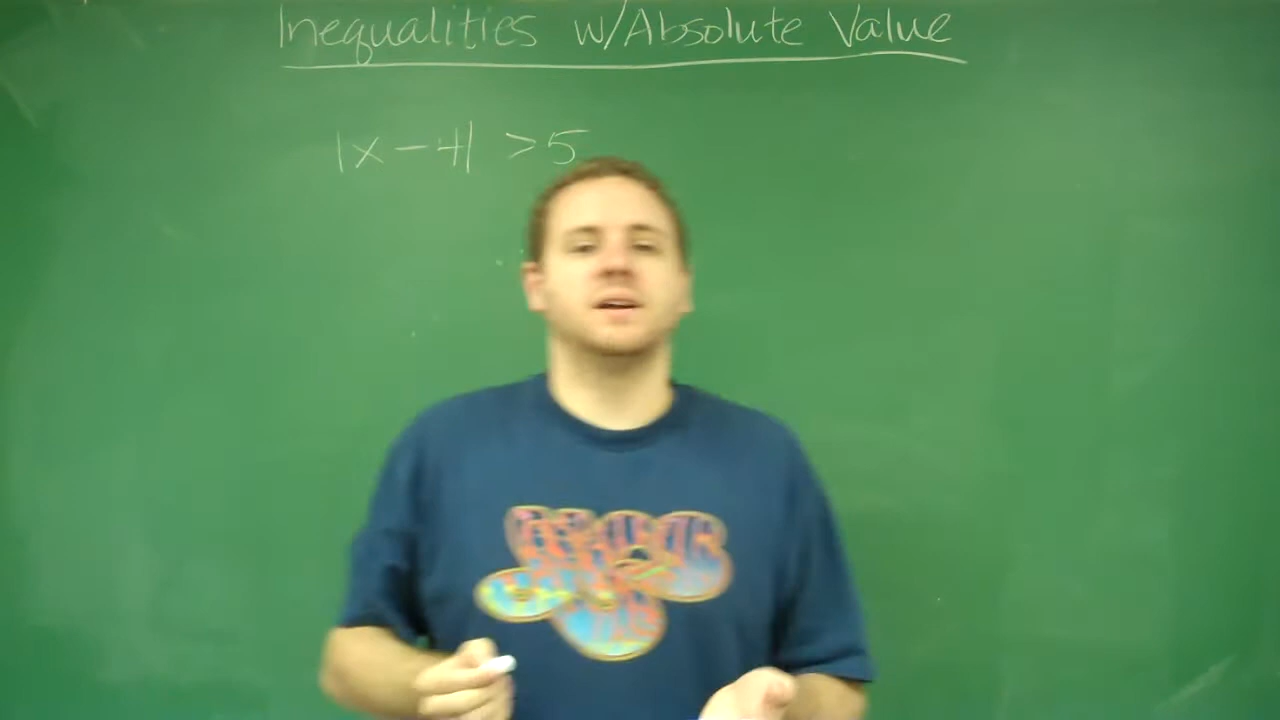 Inequalities w/Absolute Value
|x - 4| > 5